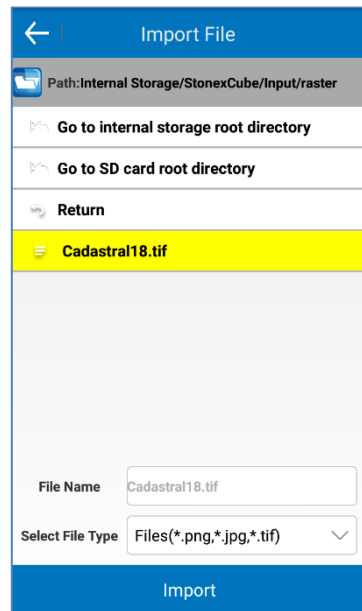 Import File
Path:Internal Storage/StonexCube/Input/raster
Go to internal storage root directory
Go to SD card root directory
Return
Cadastral18.tif
File Name Cadastral18.tif
Select File Type Files(*.png,*.jpg,*.tif)
Import